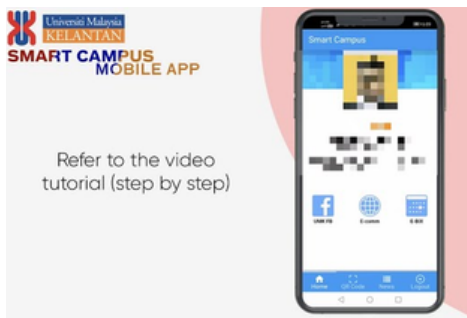 Universiti Malaysia
KELANTAN
SMART CAMPUS
MOBILE APP
Refer to the video
tutorial (step by step)
Smart Campus
UMK FB
E-comm
Home
QR Code
News
Logout